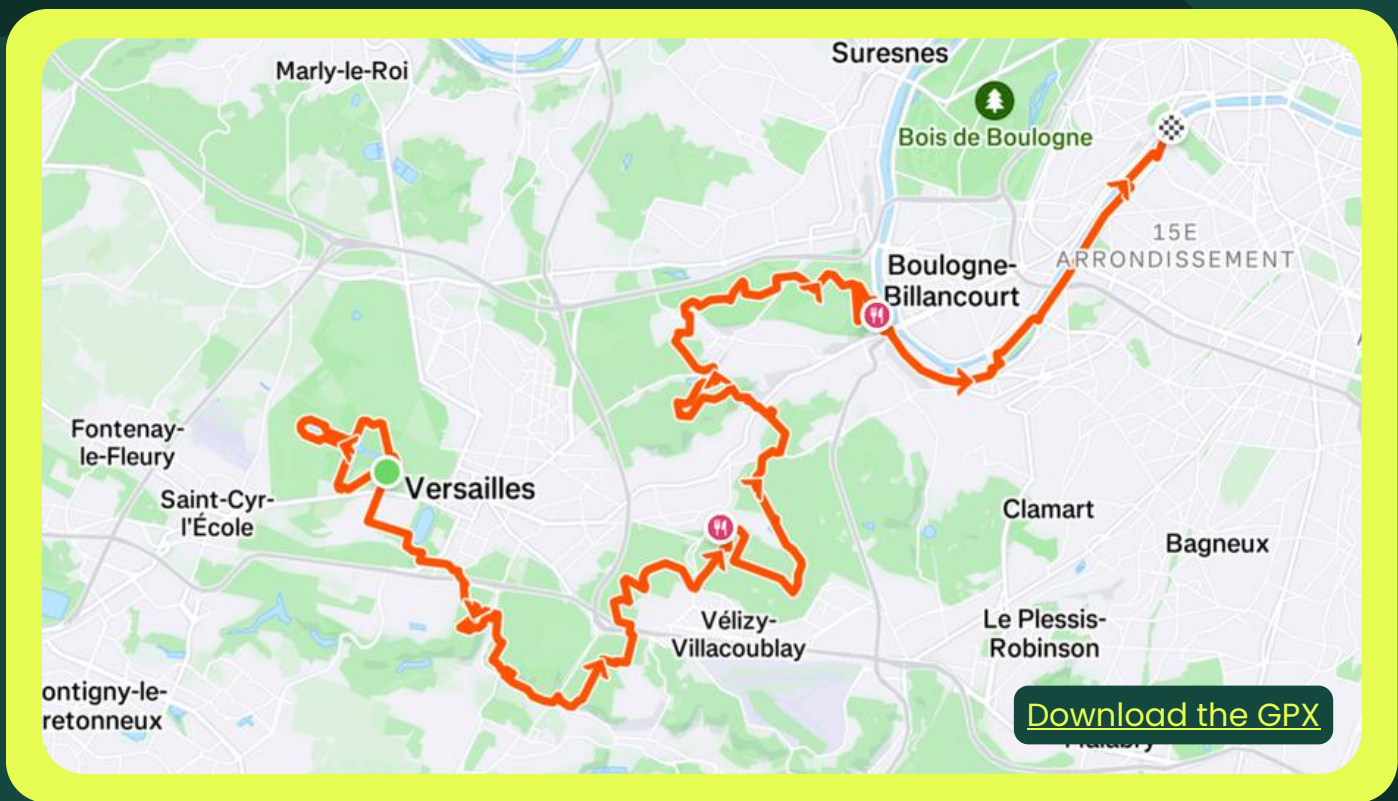 Suresnes
Marly-le-Roi
Bois de Boulogne
15E
ARRONDISSEMENT
Boulogne-
Billancourt
Fontenay-
le-Fleury
Versailles
Saint-Cyr-
l'École
Clamart
Bagneux
Vélizy-
Villacoublay
Le Plessis-
Robinson
ontigny-le-
retonneux
Download the GPX